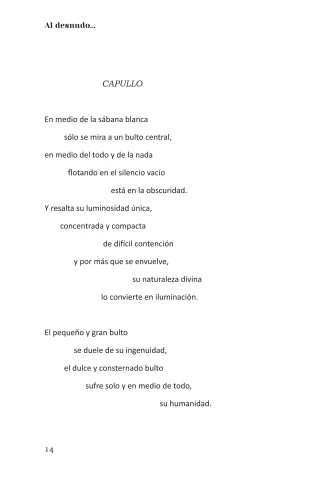 Al desnudo...
CAPULLO
En medio de la sábana blanca
sólo se mira a un bulto central,
en medio del todo y de la nada
flotando en el silencio vacío
está en la obscuridad.
Y resalta su luminosidad única,
concentrada y compacta
de difícil contención
y por más que se envuelve,
su naturaleza divina
lo convierte en iluminación.
El pequeño y gran bulto
se duele de su ingenuidad,
el dulce y consternado bulto
sufre solo y en medio de todo,
su humanidad.
14